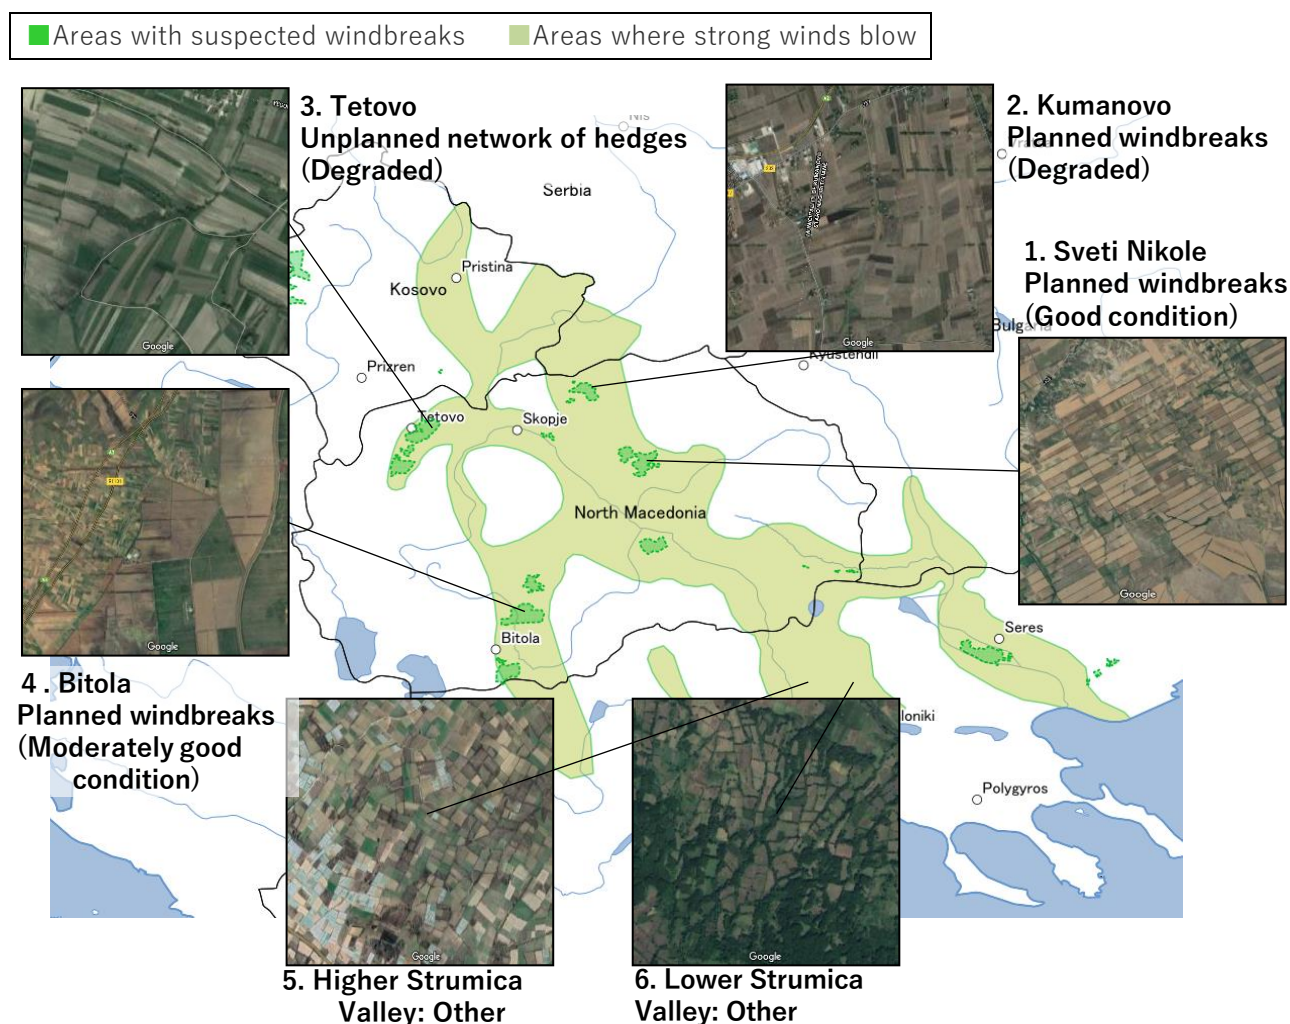 Areas with suspected windbreaks
Areas where strong winds blow
3. Tetovo
Unplanned network of hedges
(Degraded)
2. Kumanovo
Planned windbreaks
(Degraded)
1. Sveti Nikole
Planned windbreaks
(Good condition)
Serbia
Pristina
Kosovo
Prizren
Tetovo
Skopje
Kyustendil
Bulgaria
North Macedonia
Bitola
Seres
loniki
Polygyros
4 . Bitola
Planned windbreaks
(Moderately good
condition)
5. Higher Strumica
Valley: Other
6. Lower Strumica
Valley: Other
Google
Google
Google
Google
Google
Google